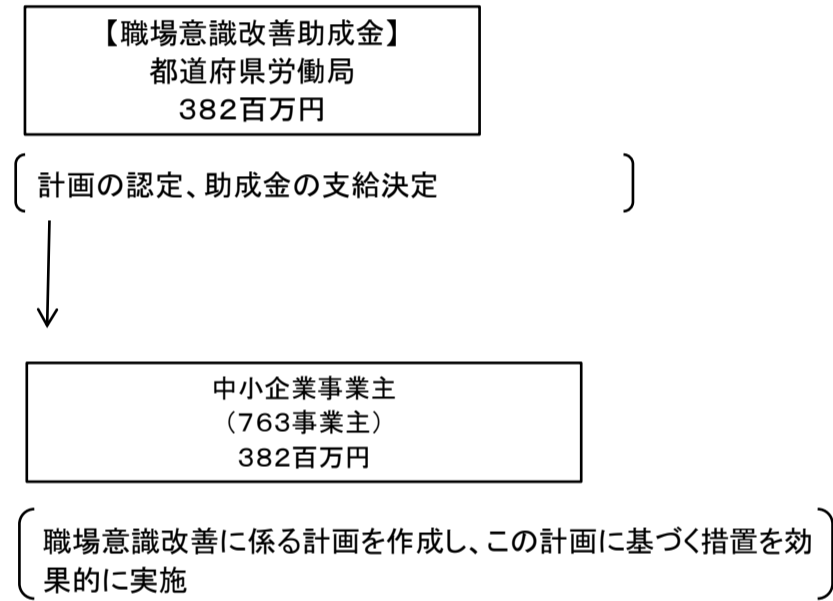 【職場意識改善助成金】
都道府県労働局
382百万円
計画の認定、助成金の支給決定
中小企業事業主
（763事業主）
382百万円
職場意識改善に係る計画を作成し、この計画に基づく措置を効
果的に実施